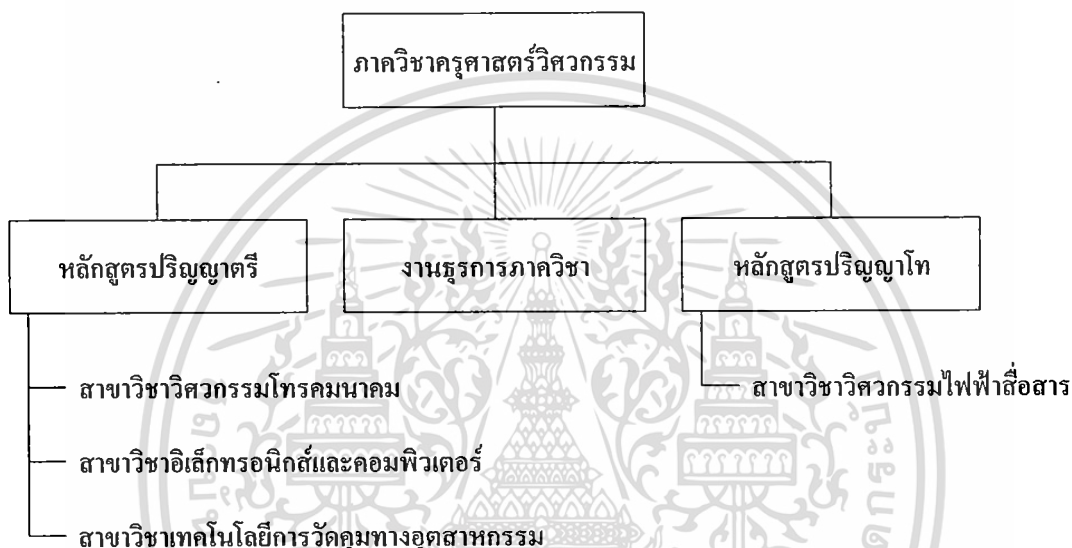 ภาควิชาครุศาสตร์วิศวกรรม
หลักสูตรปริญญาตรี
งานธุรการภาควิชา
หลักสูตรปริญญาโท
สาขาวิชาวิศวกรรมโทรคมนาคม
สาขาวิชาวิศวกรรมไฟฟ้าสื่อสาร
สาขาวิชาอิเล็กทรอนิกส์และคอมพิวเตอร์
สาขาวิชาเทคโนโลยีการวัดคุมทางอุตสาหกรรม